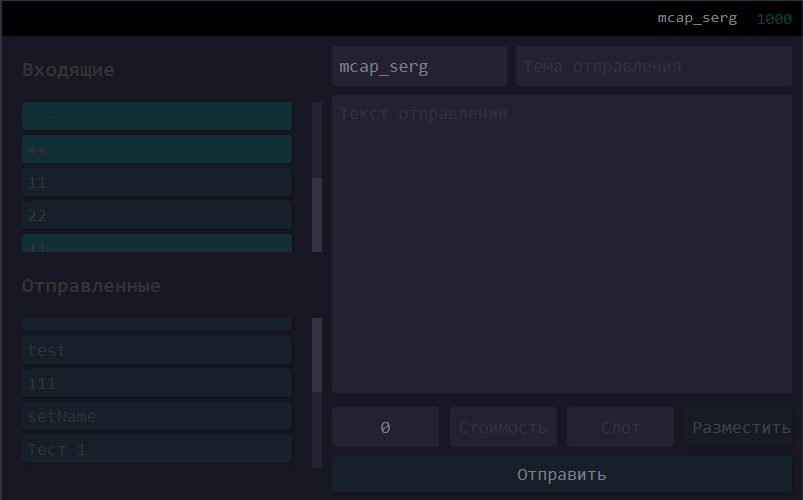 mcap_serg 1000
Входящие
mcap_serg
Тема отправления
----
++
11
22
11
Текст отправления
Отправленные
test
111
setName
Тест 1
0
Стоимость
Слот
Разместить
Отправить